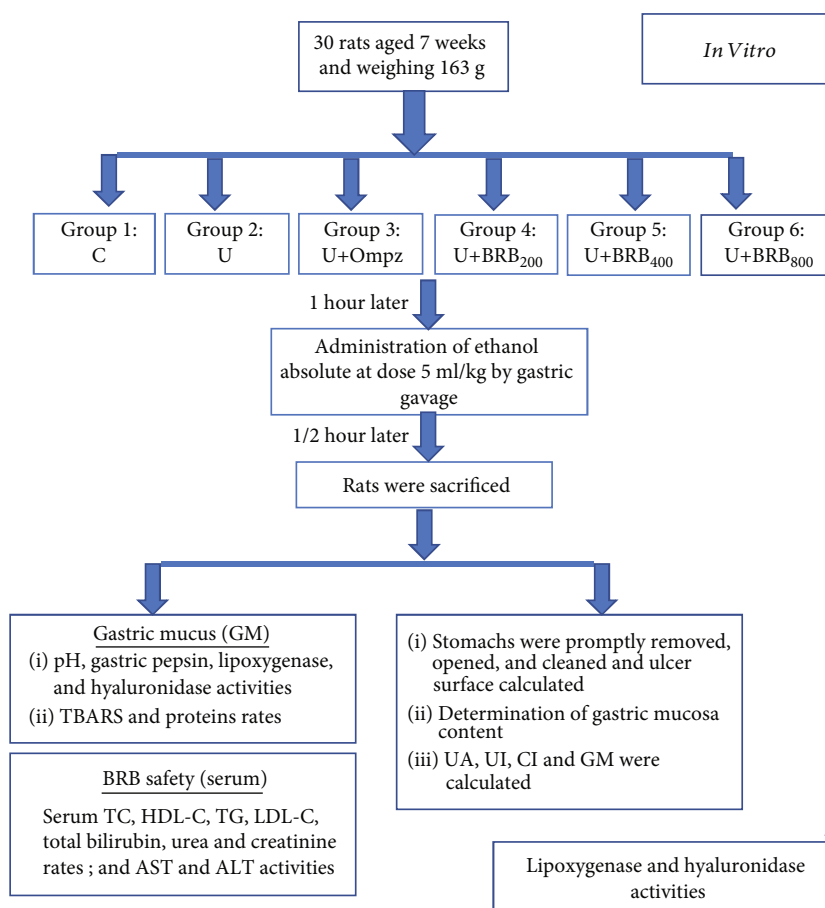 30 rats aged 7 weeks
and weighing 163 g
In Vitro
Group 1:
C
Group 2:
U
Group 3:
U+Ompz
Group 4:
U+BRB200
Group 5:
U+BRB400
Group 6:
U+BRB800
1 hour later
Administration of ethanol
absolute at dose 5 ml/kg by gastric
gavage
1/2 hour later
Rats were sacrificed
Gastric mucus (GM)
(i) pH, gastric pepsin, lipoxygenase,
and hyaluronidase activities
(ii) TBARS and proteins rates
BRB safety (serum)
Serum TC, HDL-C, TG, LDL-C,
total bilirubin, urea and creatinine
rates ; and AST and ALT activities
(i) Stomachs were promptly removed,
opened, and cleaned and ulcer
surface calculated
(ii) Determination of gastric mucosa
content
(iii) UA, UI, CI and GM were
calculated
Lipoxygenase and hyaluronidase
activities